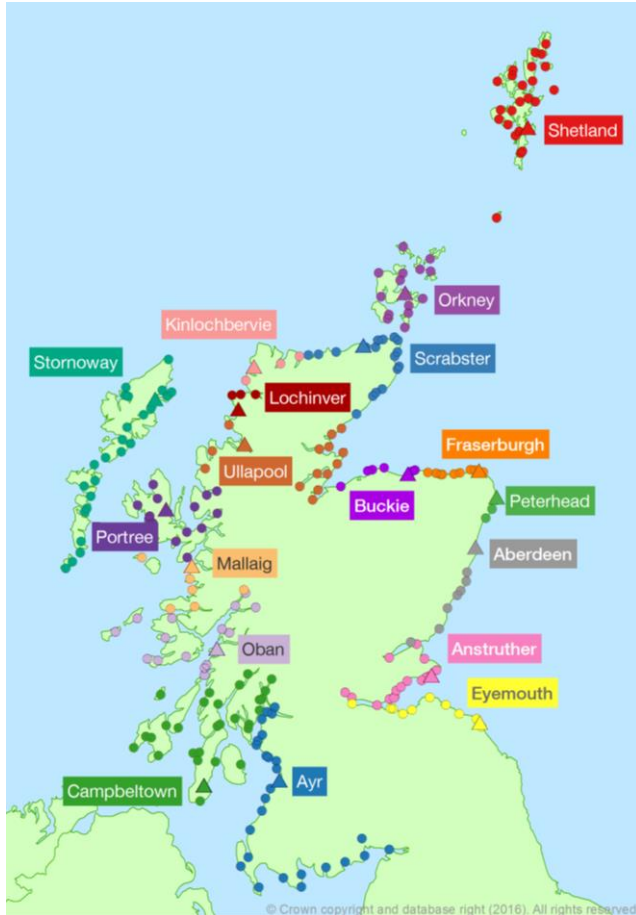 Shetland
Orkney
Kinlochbervie
Stornoway
Scrabster
Lochinver
Fraserburgh
Ullapool
Buckie
Peterhead
Portree
Aberdeen
Mallaig
Oban
Anstruther
Eyemouth
Campbeltown
Ayr
© Crown copyright and database right (2016). All rights reserved